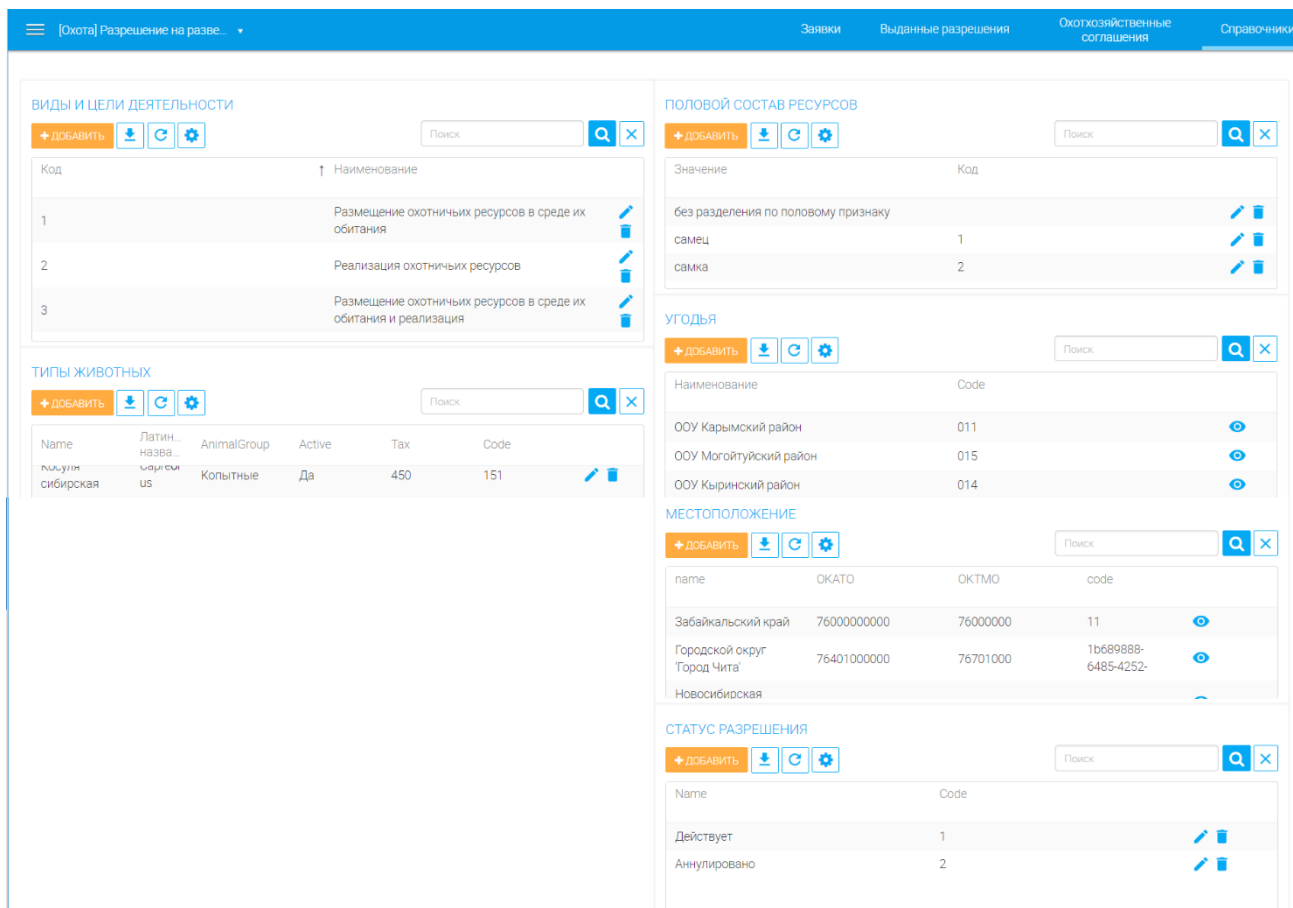 [Охота] Разрешение на разве...
Заявки
Выданные разрешения
Охотхозяйственные
соглашения
Справочники
ВИДЫ И ЦЕЛИ ДЕЯТЕЛЬНОСТИ
+ ДОБАВИТЬ
Поиск
Код
↑ Наименование
1
Размещение охотничьих ресурсов в среде их
обитания
2
Реализация охотничьих ресурсов
3
Размещение охотничьих ресурсов в среде их
обитания и реализация
ТИПЫ ЖИВОТНЫХ
+ ДОБАВИТЬ
Поиск
Name
Латин...
назва...
AnimalGroup
Active
Tax
Code
Косуля
сибирская
Capreol
us
Копытные
Да
450
151
ПОЛОВОЙ СОСТАВ РЕСУРСОВ
+ ДОБАВИТЬ
Поиск
Значение
Код
без разделения по половому признаку
самец
1
самка
2
УГОДЬЯ
+ ДОБАВИТЬ
Поиск
Наименование
Code
ООУ Карымский район
011
ООУ Могойтуйский район
015
ООУ Кыринский район
014
МЕСТОПОЛОЖЕНИЕ
+ ДОБАВИТЬ
Поиск
name
OKATO
OKTMO
code
Забайкальский край
76000000000
76000000
11
Городской округ
'Город Чита'
76401000000
76701000
1b689888-
6485-4252-
Новосибирская
СТАТУС РАЗРЕШЕНИЯ
+ ДОБАВИТЬ
Поиск
Name
Code
Действует
1
Аннулировано
2